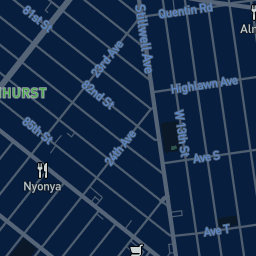 81st St
Stillwell Ave
Quentin Rd
23rd Ave
82nd St
Highlawn Ave
85th St
24th Ave
W 13th St
Ave S
Nyonya
Ave T